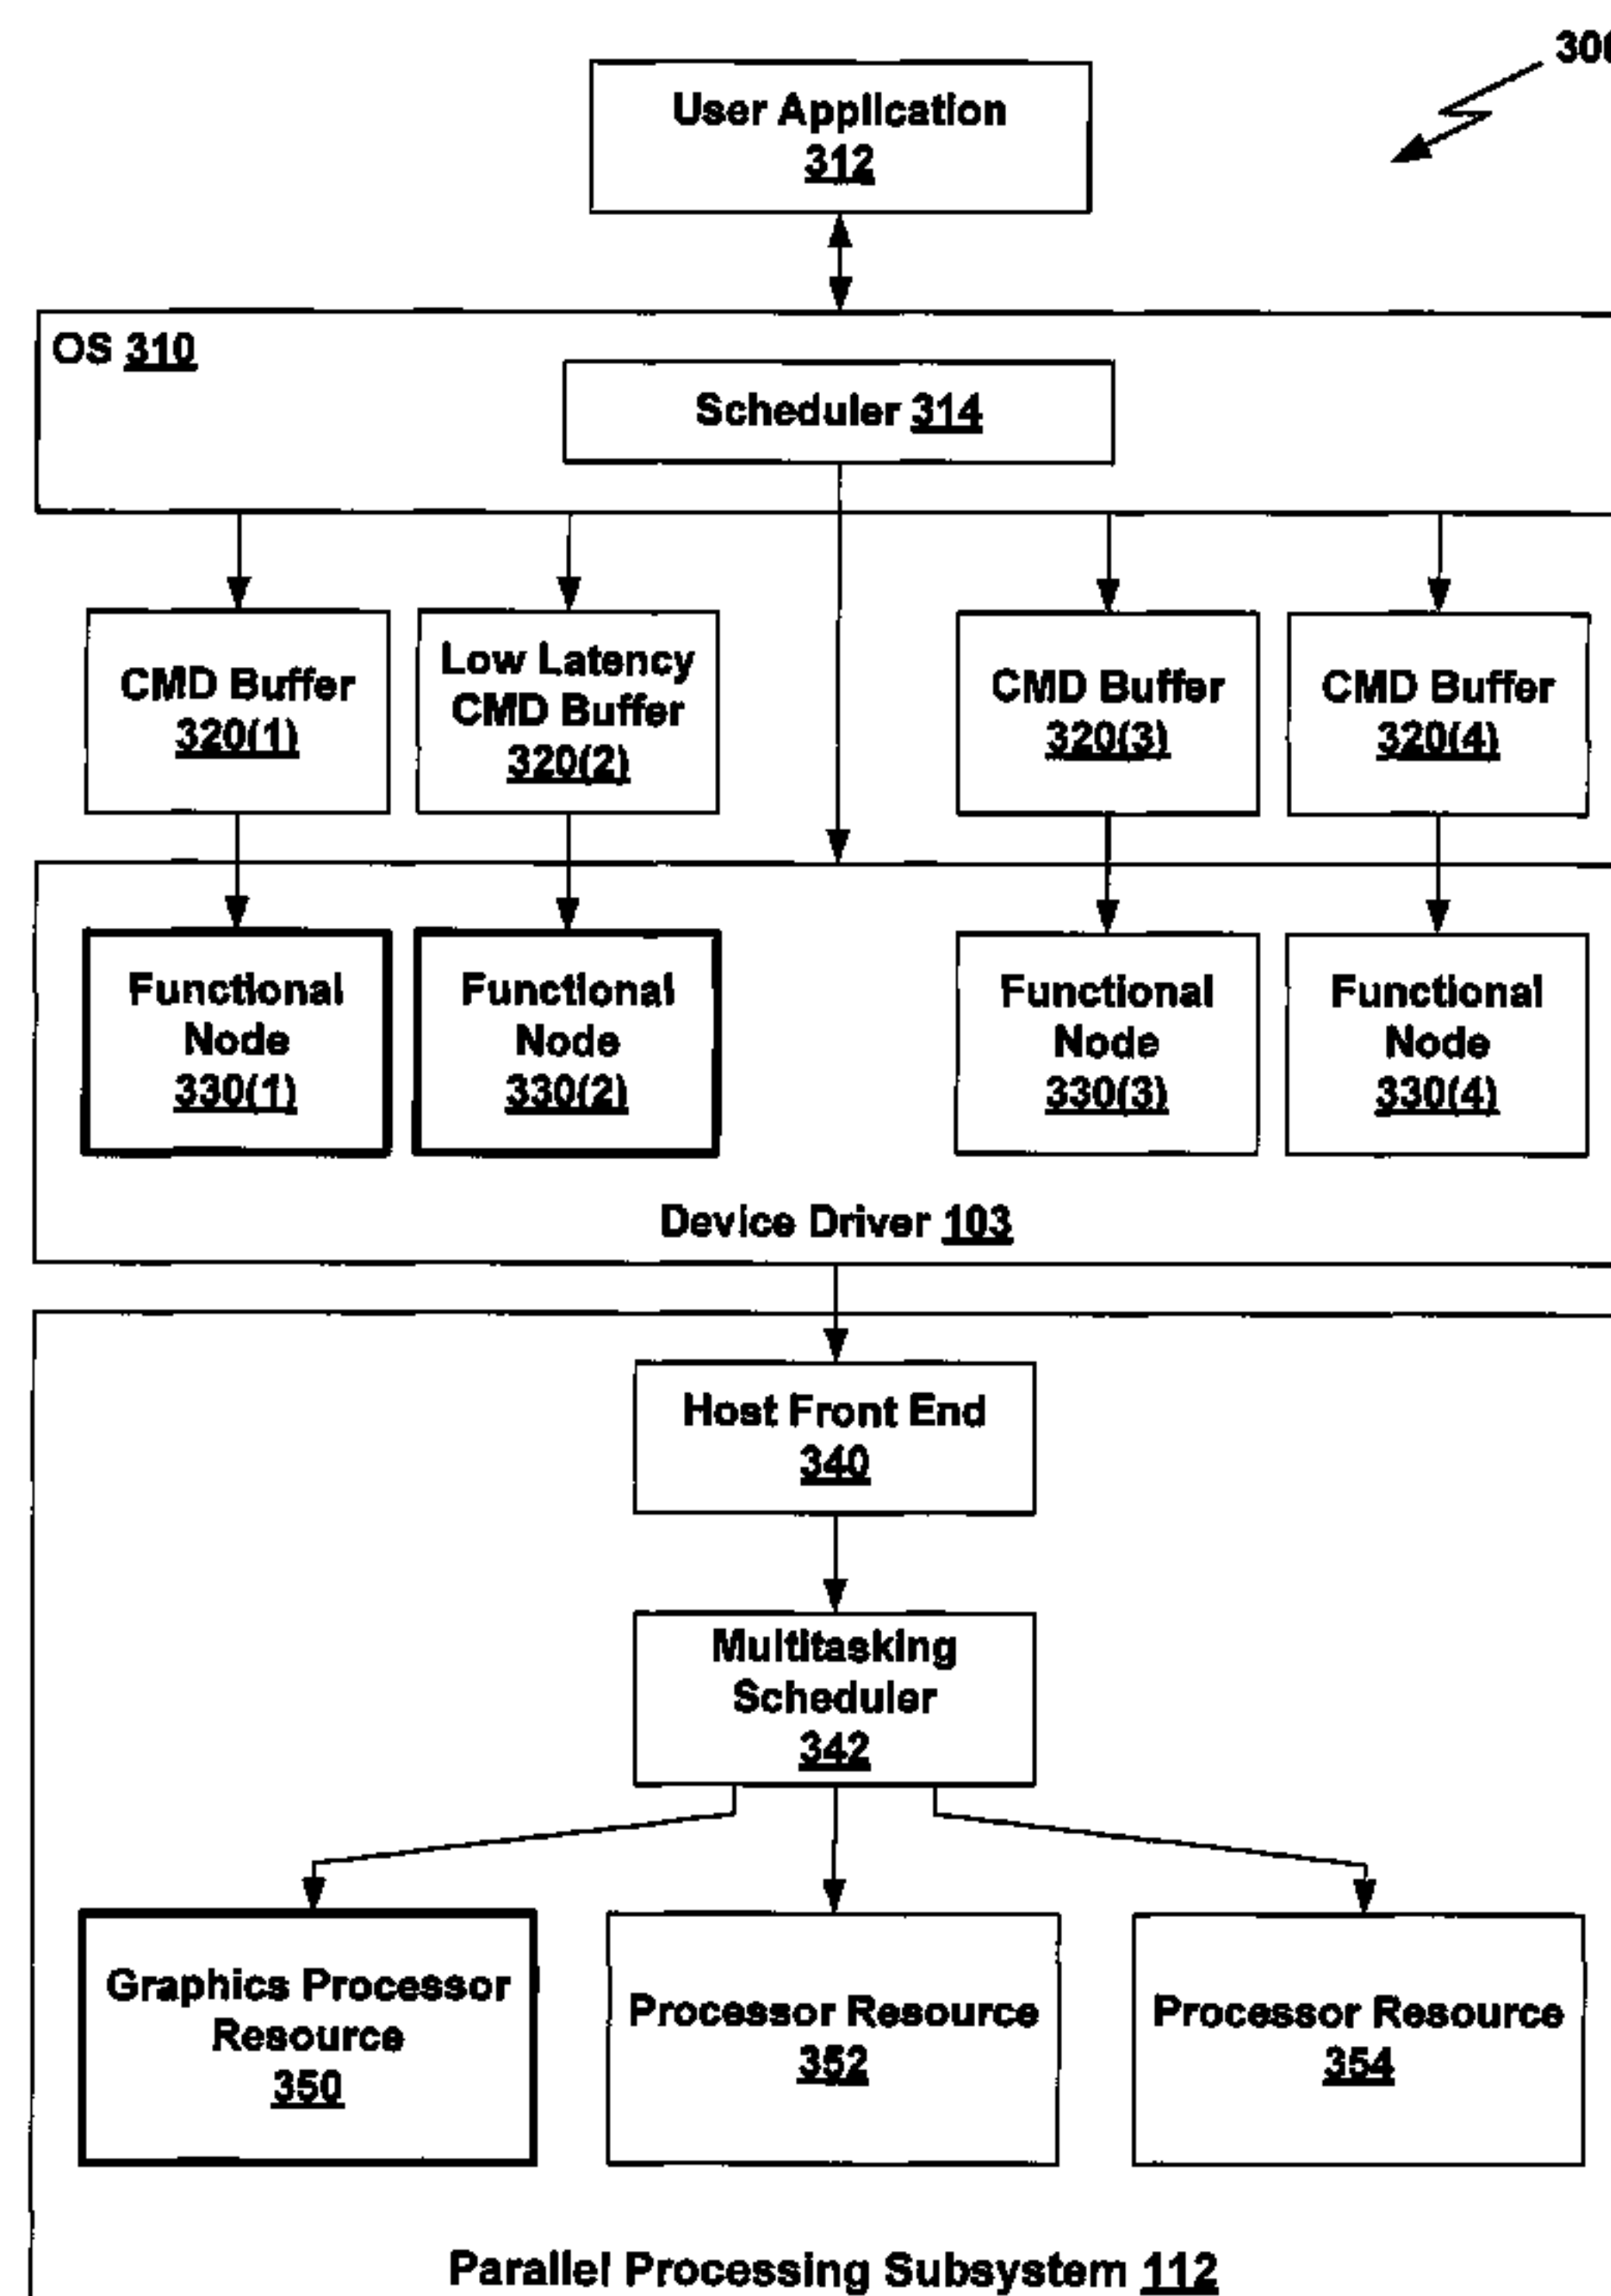 300
User Application
312
OS 310
Scheduler 314
CMD Buffer
320(1)
Low Latency
CMD Buffer
320(2)
CMD Buffer
320(3)
CMD Buffer
320(4)
Functional
Node
330(1)
Functional
Node
330(2)
Functional
Node
330(3)
Functional
Node
330(4)
Device Driver 103
Host Front End
340
Multitasking
Scheduler
342
Graphics Processor
Resource
350
Processor Resource
352
Processor Resource
354
Parallel Processing Subsystem 112